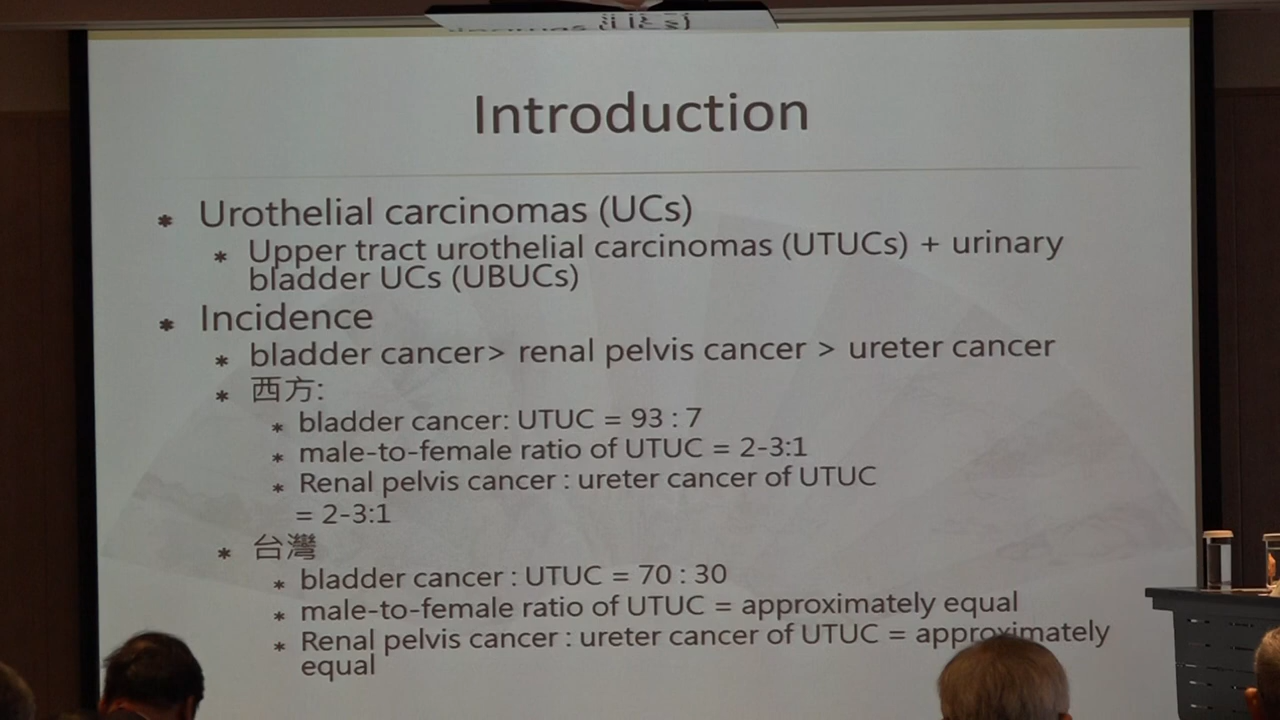 Introduction
* Urothelial carcinomas (UCs)
* Upper tract urothelial carcinomas (UTUCs) + urinary
bladder UCs (UBUCs)
* Incidence
* bladder cancer> renal pelvis cancer > ureter cancer
* 西方:
* bladder cancer: UTUC = 93 : 7
* male-to-female ratio of UTUC = 2-3:1
* Renal pelvis cancer : ureter cancer of UTUC
= 2-3:1
* 台灣
* bladder cancer : UTUC = 70 : 30
* male-to-female ratio of UTUC = approximately equal
* Renal pelvis cancer : ureter cancer of UTUC = approximately
equal